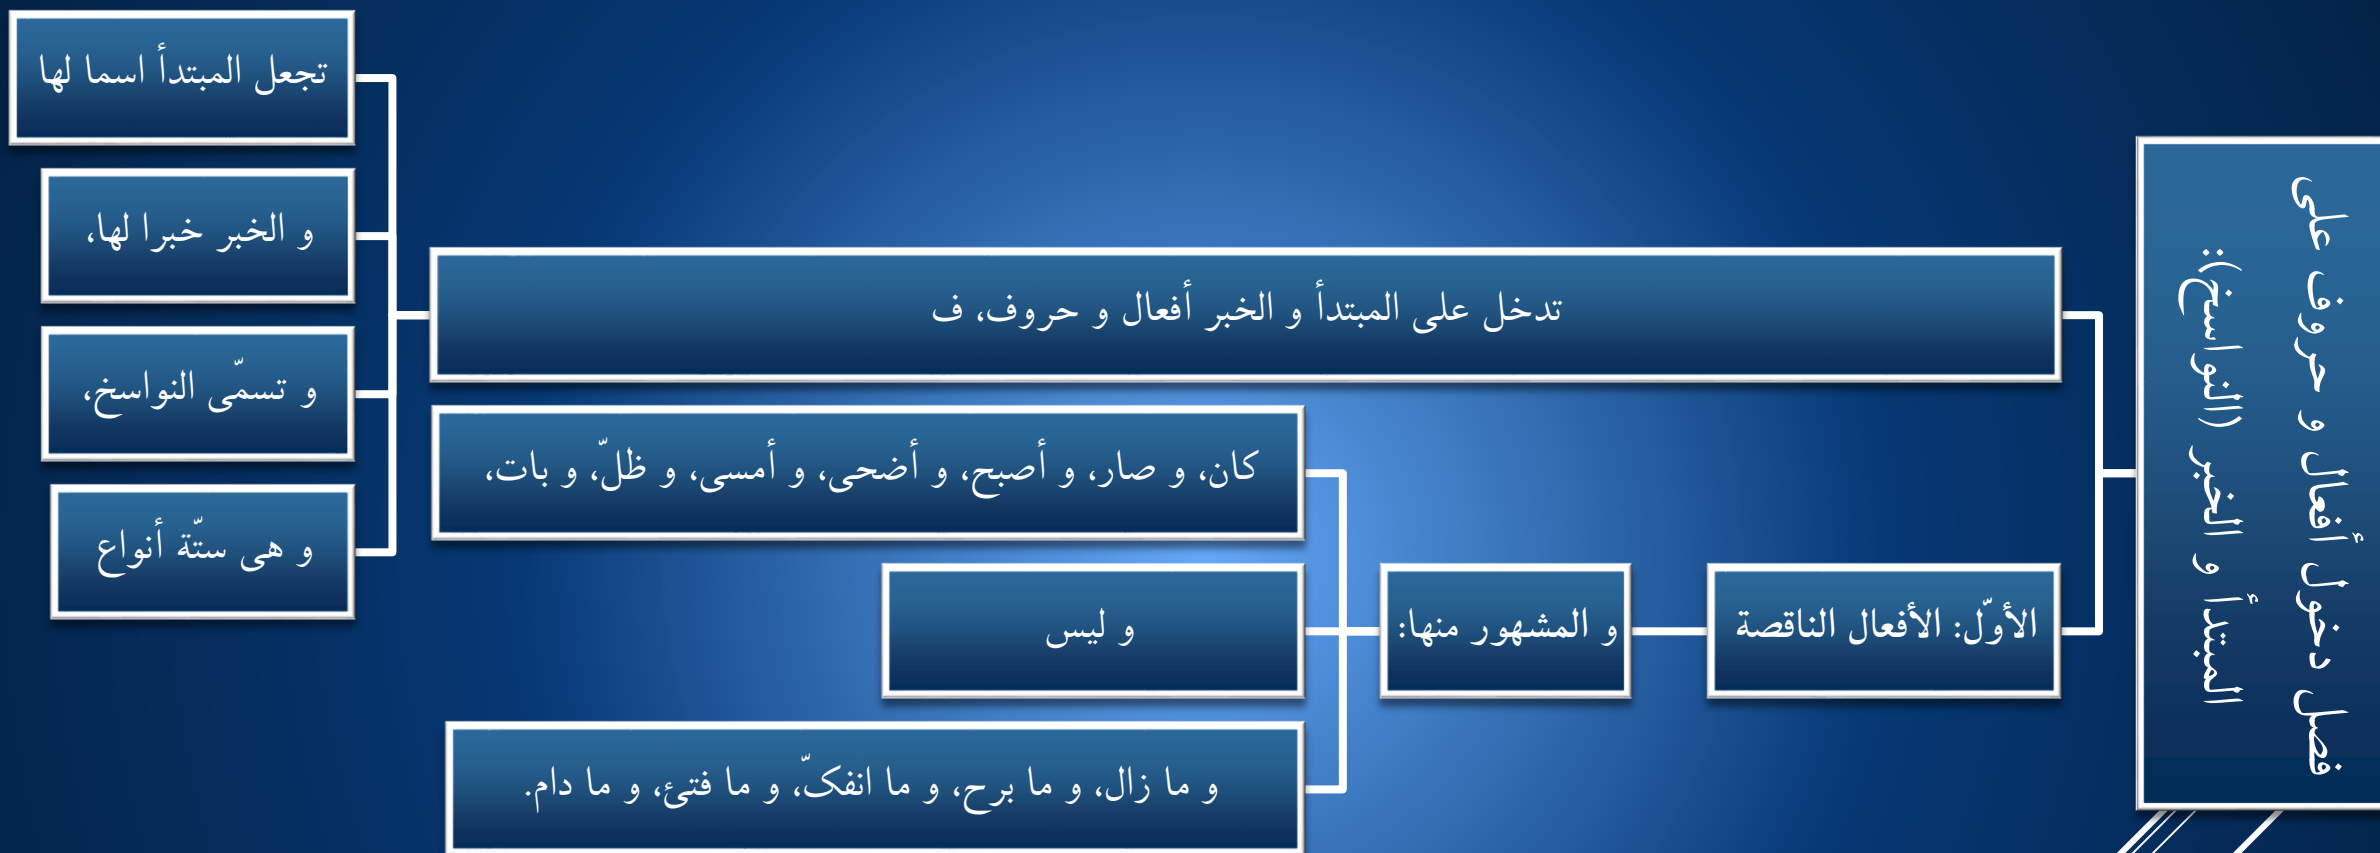 فصل دخول أفعال و حروف على
المبتدأ و الخبر (النواسخ):
تدخل على المبتدأ و الخبر أفعال و حروف، ف
تجعل المبتدأ اسما لها
و الخبر خبرا لها،
و تسمّى النواسخ،
و هى ستّة أنواع
الأوّل: الأفعال الناقصة
و المشهور منها:
كان، و صار، و أصبح، و أضحى، و أمسى، و ظلّ، و بات،
و ليس
و ما زال، و ما برح، و ما انفكّ، و ما فتئ، و ما دام.